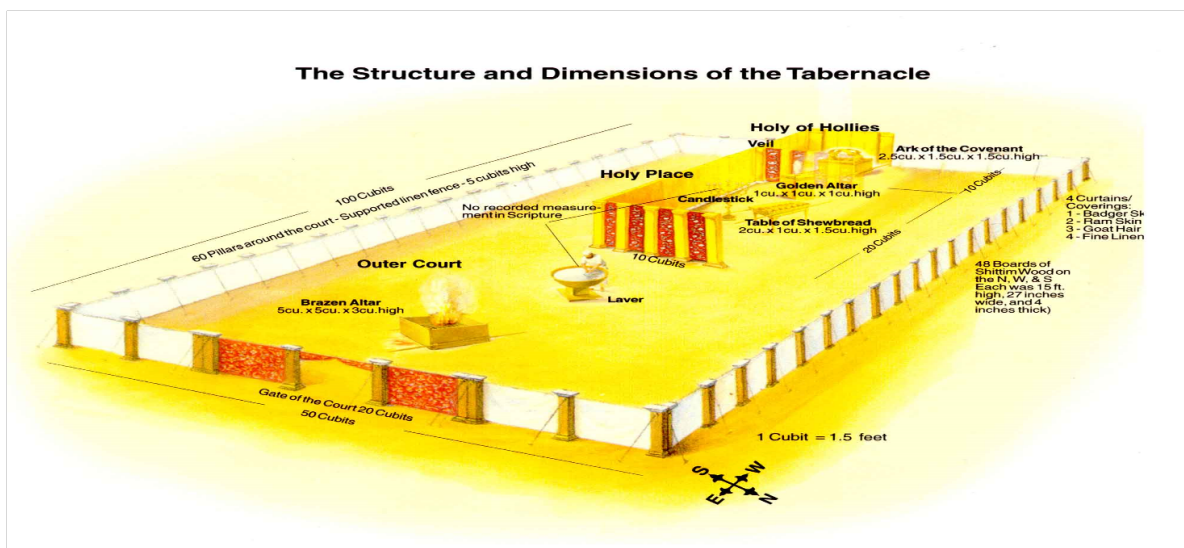 The Structure and Dimensions of the Tabernacle
Holy of Hollies
Veil
Ark of the Covenant
2.5cu. x 1.5cu. x 1.5cu.high
Holy Place
Golden Altar
1cu. x 1cu. x 1cu.high
10 Cubits
Candlestick
100 Cubits
60 Pillars around the court - Supported linen fence - 5 cubits high
No recorded measure-
ment in Scripture
Table of Shewbread
2cu. x 1cu. x 1.5cu.high
4 Curtains/
Coverings:
1 - Badger Sk
2 - Ram Skin
3 - Goat Hair
4 - Fine Linen
20 Cubits
10 Cubits
Outer Court
Laver
48 Boards of
Shittim Wood on
the N, W, & S
Each was 15 ft.
high, 27 inches
wide, and 4
inches thick)
Brazen Altar
5cu. x 5cu. x 3cu.high
Gate of the Court 20 Cubits
50 Cubits
1 Cubit = 1.5 feet
S
W
E
N